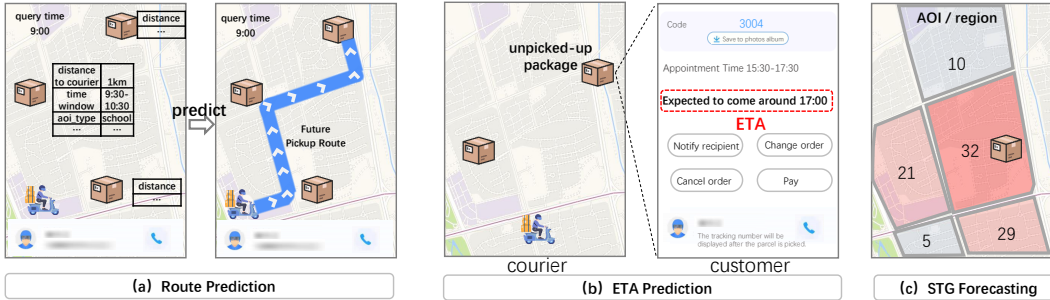 query time
9:00
distance
...
distance
to courier 1km
time
window 9:30-
10:30
aoi_type school
... ...
distance
...
predict
query time
9:00
Future
Pickup Route
(a) Route Prediction
unpicked-up
package
courier
Code 3004
Save to photos album
Appointment Time 15:30-17:30
Expected to come around 17:00
ETA
Notify recipient Change order
Cancel order Pay
The tracking number will be
displayed after the parcel is picked.
customer
(b) ETA Prediction
AOI / region
10
32
21
5
29
(c) STG Forecasting